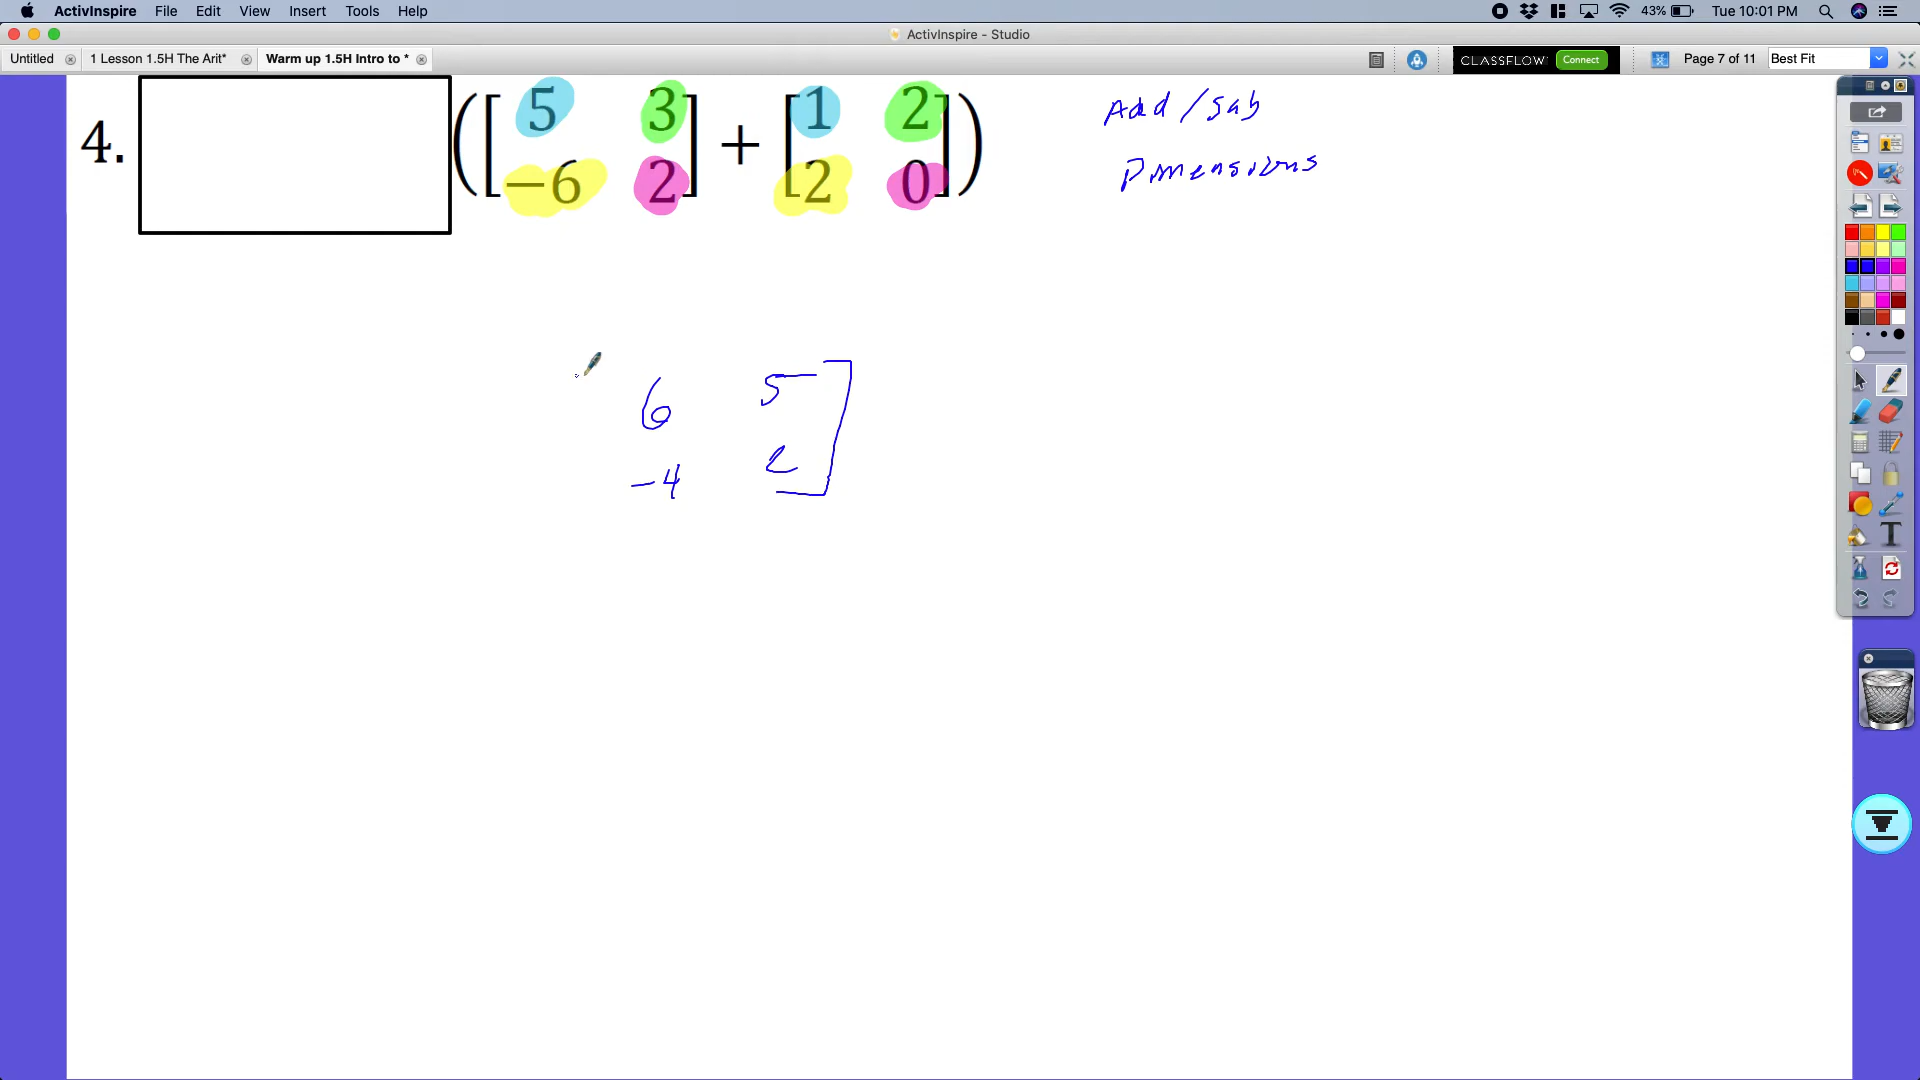 ActivInspire File Edit View Insert Tools Help 43% Tue 10:01 PM
ActivInspire - Studio
Untitled 1 Lesson 1.5H The Arit* Warm up 1.5H Intro to * CLASSFLOW Connect Page 7 of 11 Best Fit
4. ([5 3 -6 2] + [1 2 2 0])
Add / Sub
Dimensions
6 5
-4 2]